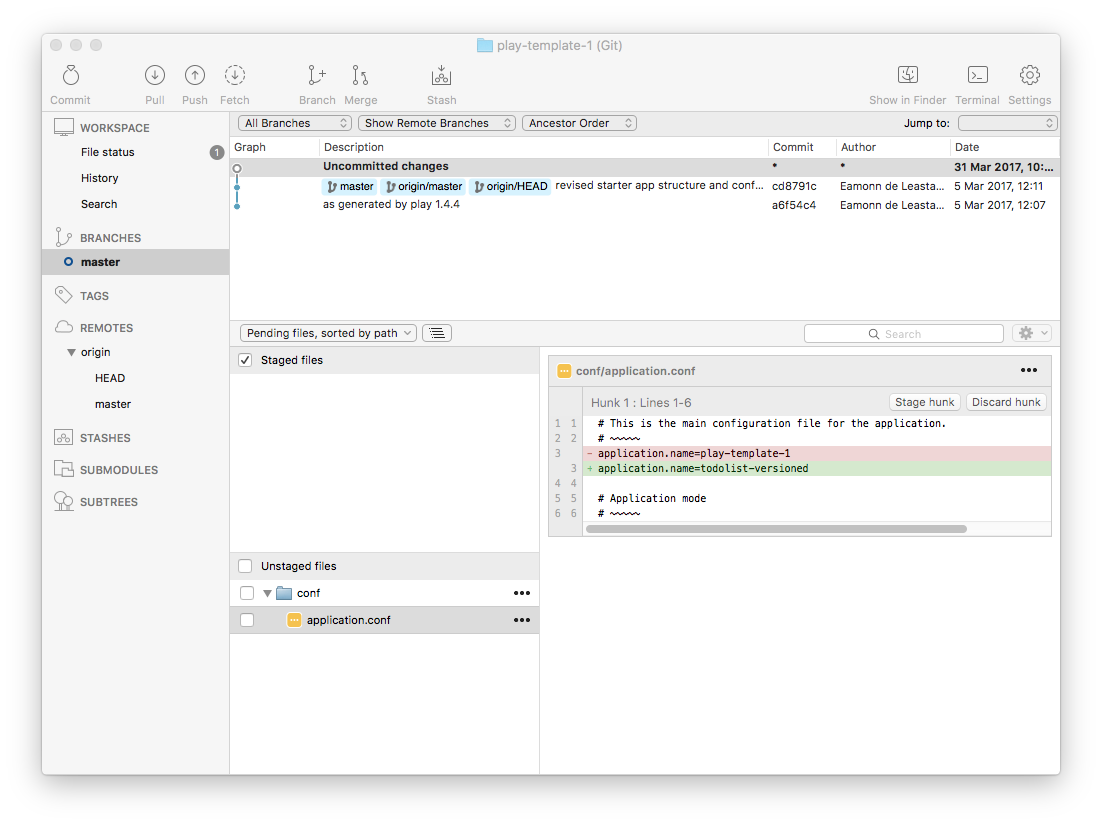 play-template-1 (Git)
Commit Pull Push Fetch Branch Merge Stash Show in Finder Terminal Settings
WORKSPACE
File status 1
History
Search
BRANCHES
master
TAGS
REMOTES
origin
HEAD
master
STASHES
SUBMODULES
SUBTREES
All Branches Show Remote Branches Ancestor Order Jump to:
Graph Description Commit Author Date
Uncommitted changes * * 31 Mar 2017, 10:...
master origin/master origin/HEAD revised starter app structure and conf... cd8791c Eamonn de Leasta... 5 Mar 2017, 12:11
as generated by play 1.4.4 a6f54c4 Eamonn de Leasta... 5 Mar 2017, 12:07
Pending files, sorted by path Search
Staged files
Unstaged files
conf
application.conf
conf/application.conf
Hunk 1 : Lines 1-6 Stage hunk Discard hunk
1 1 # This is the main configuration file for the application.
2 2 # ~~~~~
3 - application.name=play-template-1
3 + application.name=todolist-versioned
4 4
5 5 # Application mode
6 6 # ~~~~~